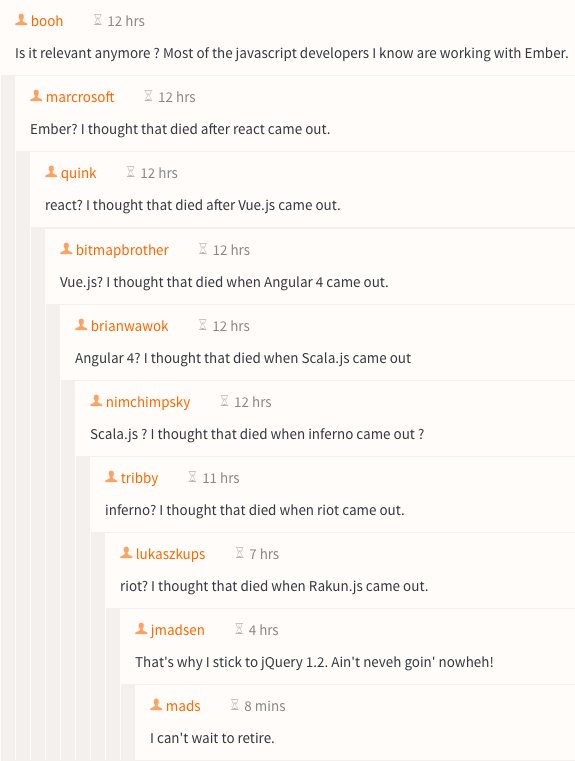 booh 12 hrs
Is it relevant anymore ? Most of the javascript developers I know are working with Ember.
marcrosoft 12 hrs
Ember? I thought that died after react came out.
quink 12 hrs
react? I thought that died after Vue.js came out.
bitmapbrother 12 hrs
Vue.js? I thought that died when Angular 4 came out.
brianwawok 12 hrs
Angular 4? I thought that died when Scala.js came out
nimchimpsky 12 hrs
Scala.js ? I thought that died when inferno came out ?
tribby 11 hrs
inferno? I thought that died when riot came out.
lukaszkups 7 hrs
riot? I thought that died when Rakun.js came out.
jmadsen 4 hrs
That's why I stick to jQuery 1.2. Ain't neveh goin' nowheh!
mads 8 mins
I can't wait to retire.